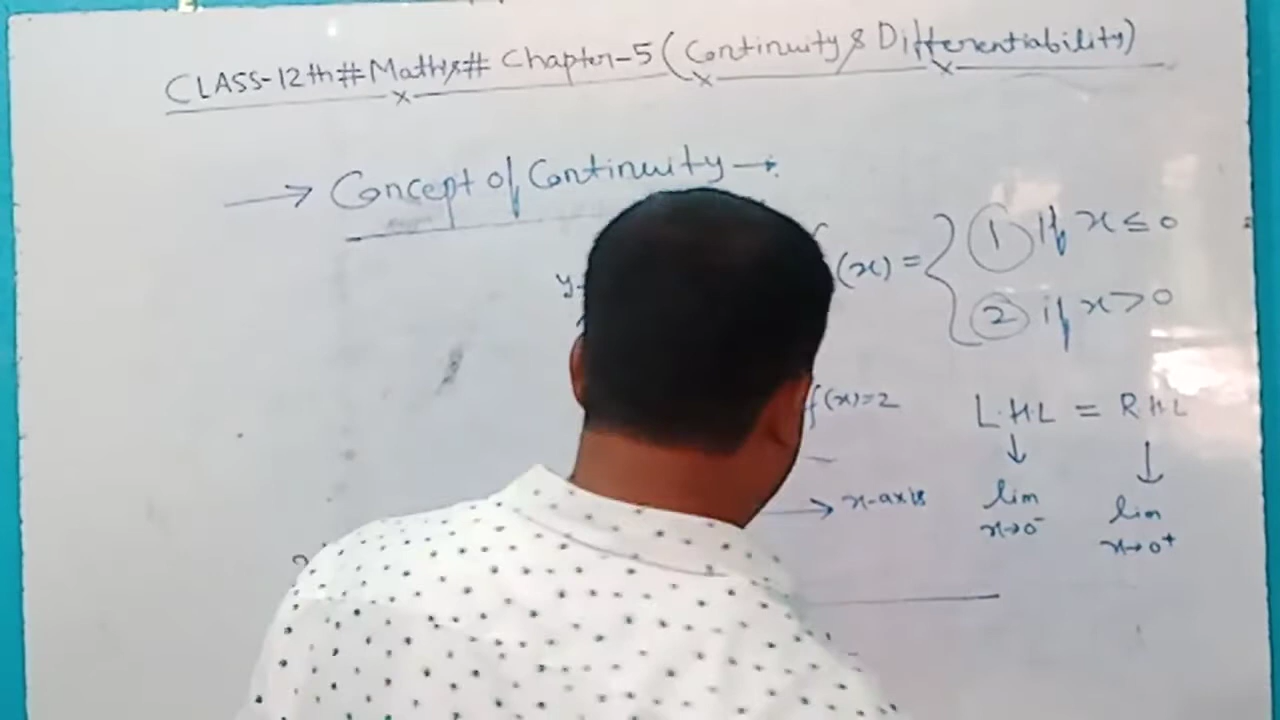 CLASS-12th#Maths# Chapter-5 (Continuity & Differentiability)
→ Concept of Continuity →
(x) = { 1 if x ≤ 0
2 if x > 0
y-
f(x)=2
L.H.L = R.H.L
↓ ↓
→ x-axis
lim x→0⁻
lim x→0⁺